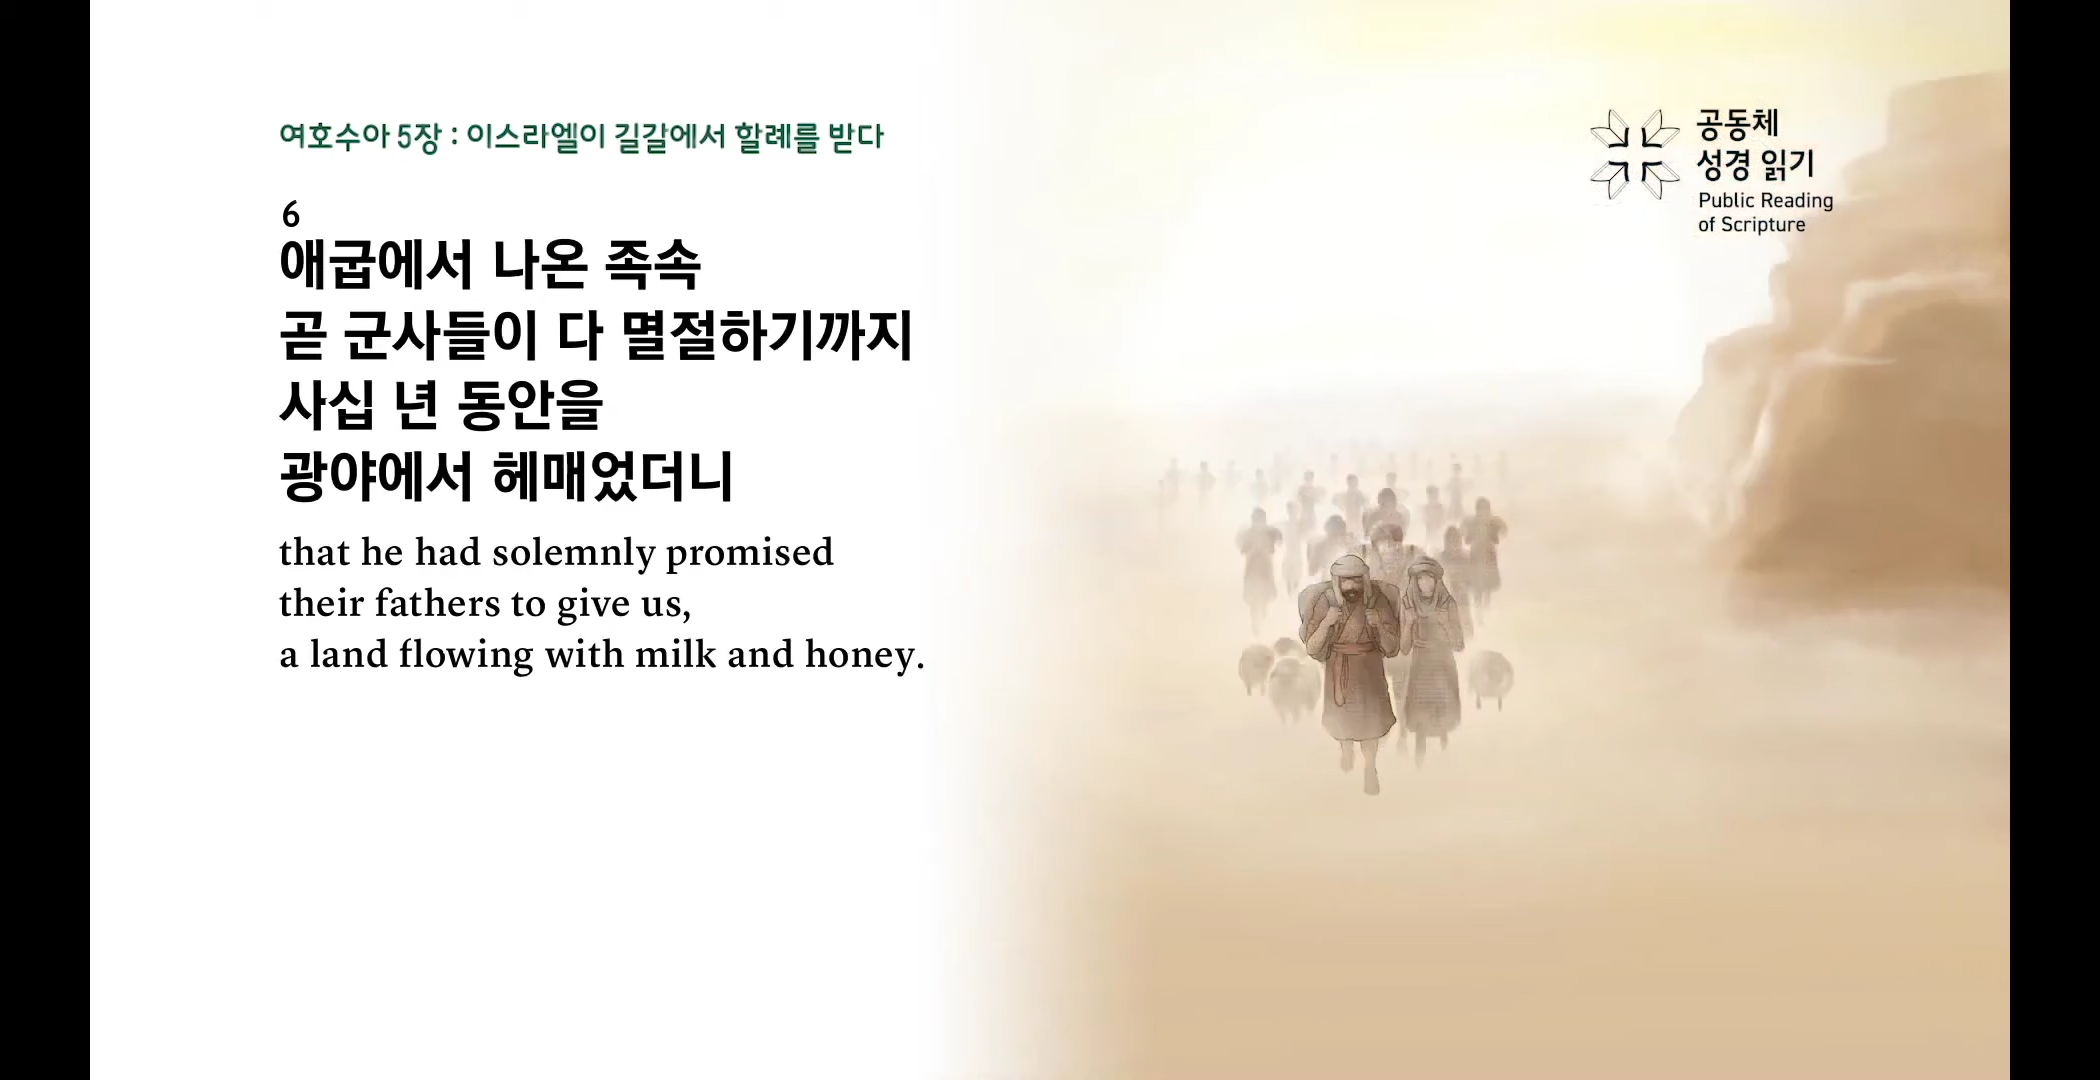 여호수아 5장 : 이스라엘이 길갈에서 할례를 받다
6
애굽에서 나온 족속
곧 군사들이 다 멸절하기까지
사십 년 동안을
광야에서 헤매었더니
that he had solemnly promised
their fathers to give us,
a land flowing with milk and honey.
공동체
성경 읽기
Public Reading
of Scripture